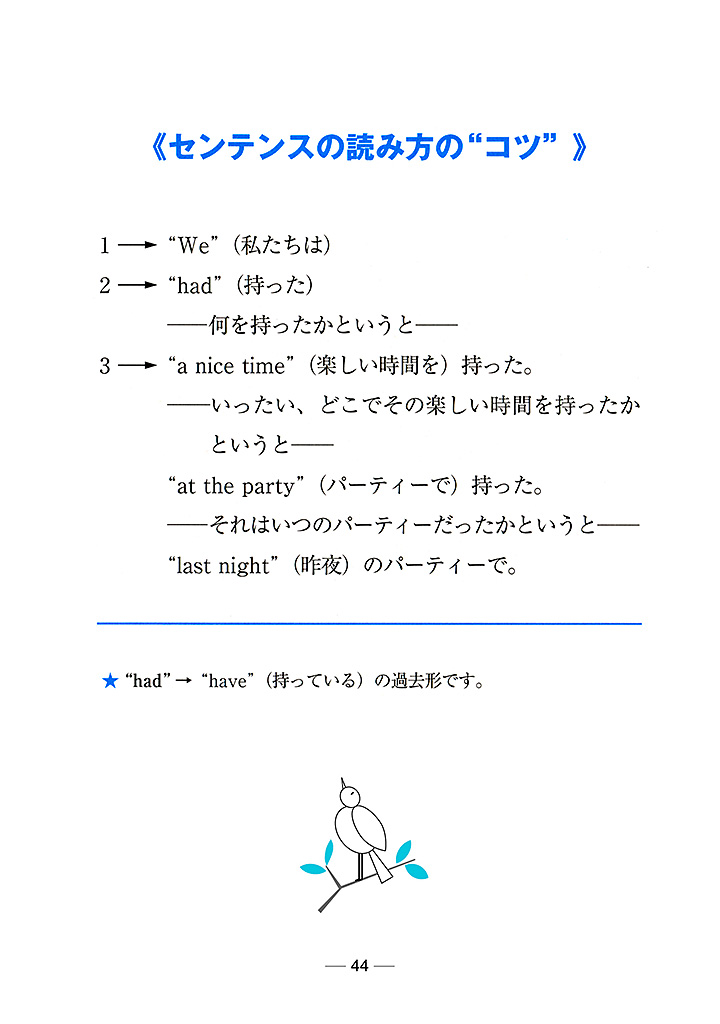 《センテンスの読み方の“コツ”》
1 → “We”（私たちは）
2 → “had”（持った）
——何を持ったかというと——
3 → “a nice time”（楽しい時間を）持った。
——いったい、どこでその楽しい時間を持ったか
というと——
“at the party”（パーティーで）持った。
——それはいつのパーティーだったかというと——
“last night”（昨夜）のパーティーで。
★ “had” → “have”（持っている）の過去形です。
— 44 —